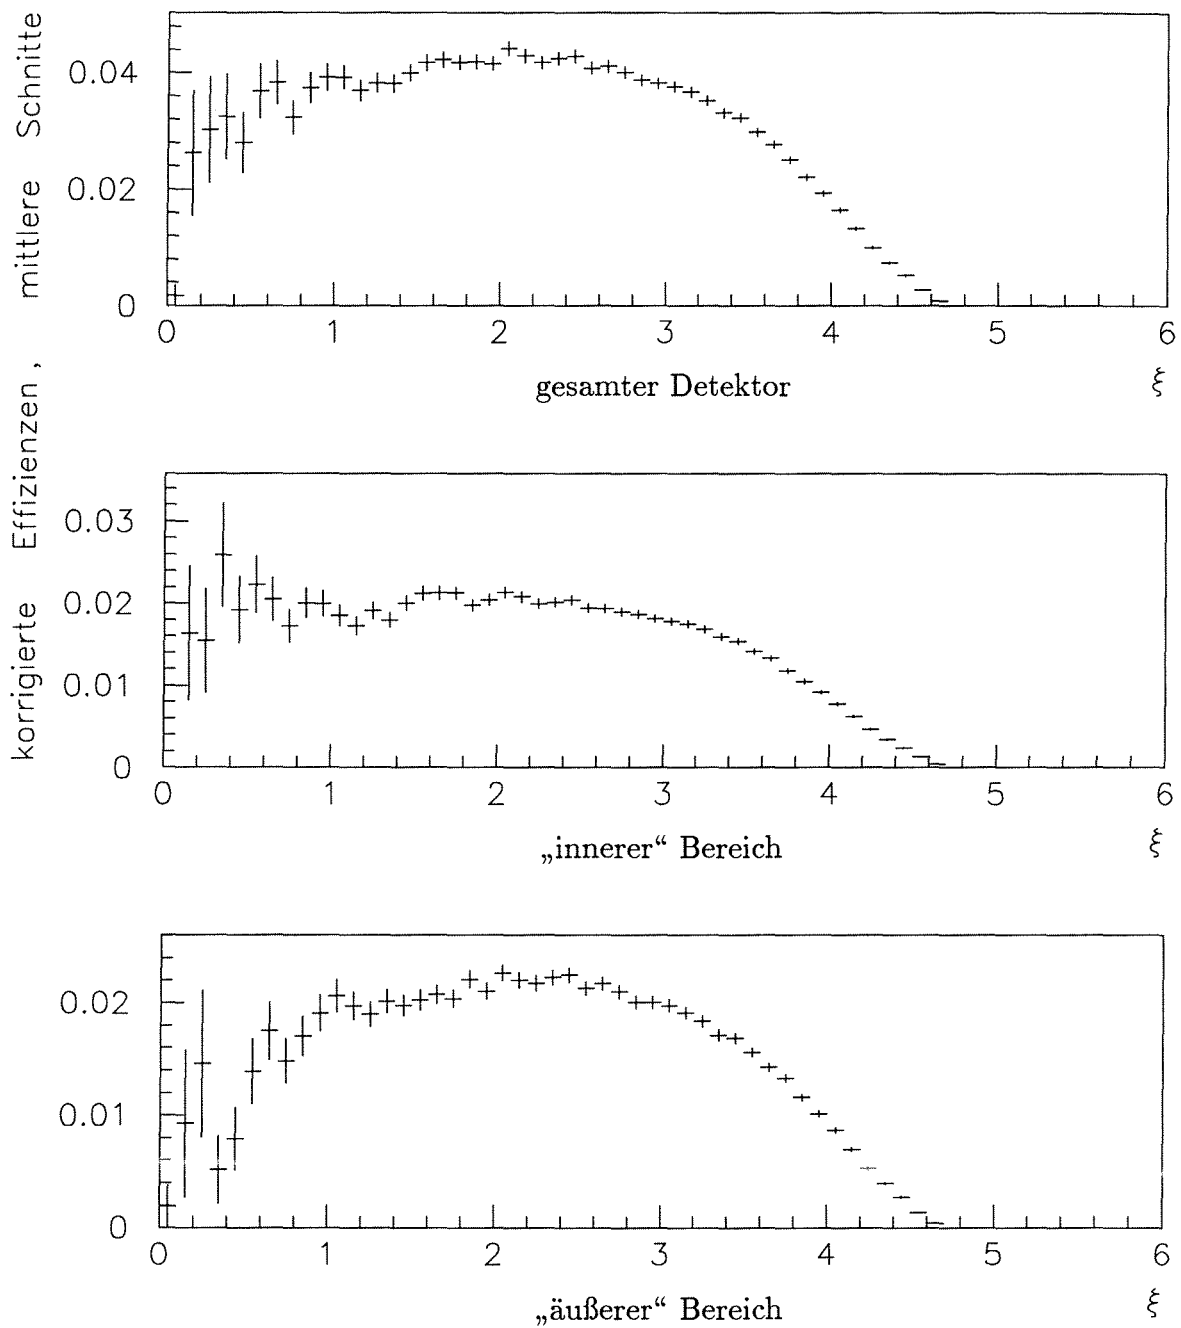 korrigierte Effizienzen, mittlere Schnitte
0.04
0.02
0
0 1 2 3 4 5 6
gesamter Detektor ξ
0.03
0.02
0.01
0
0 1 2 3 4 5 6
„innerer“ Bereich ξ
0.02
0.01
0
0 1 2 3 4 5 6
„äußerer“ Bereich ξ